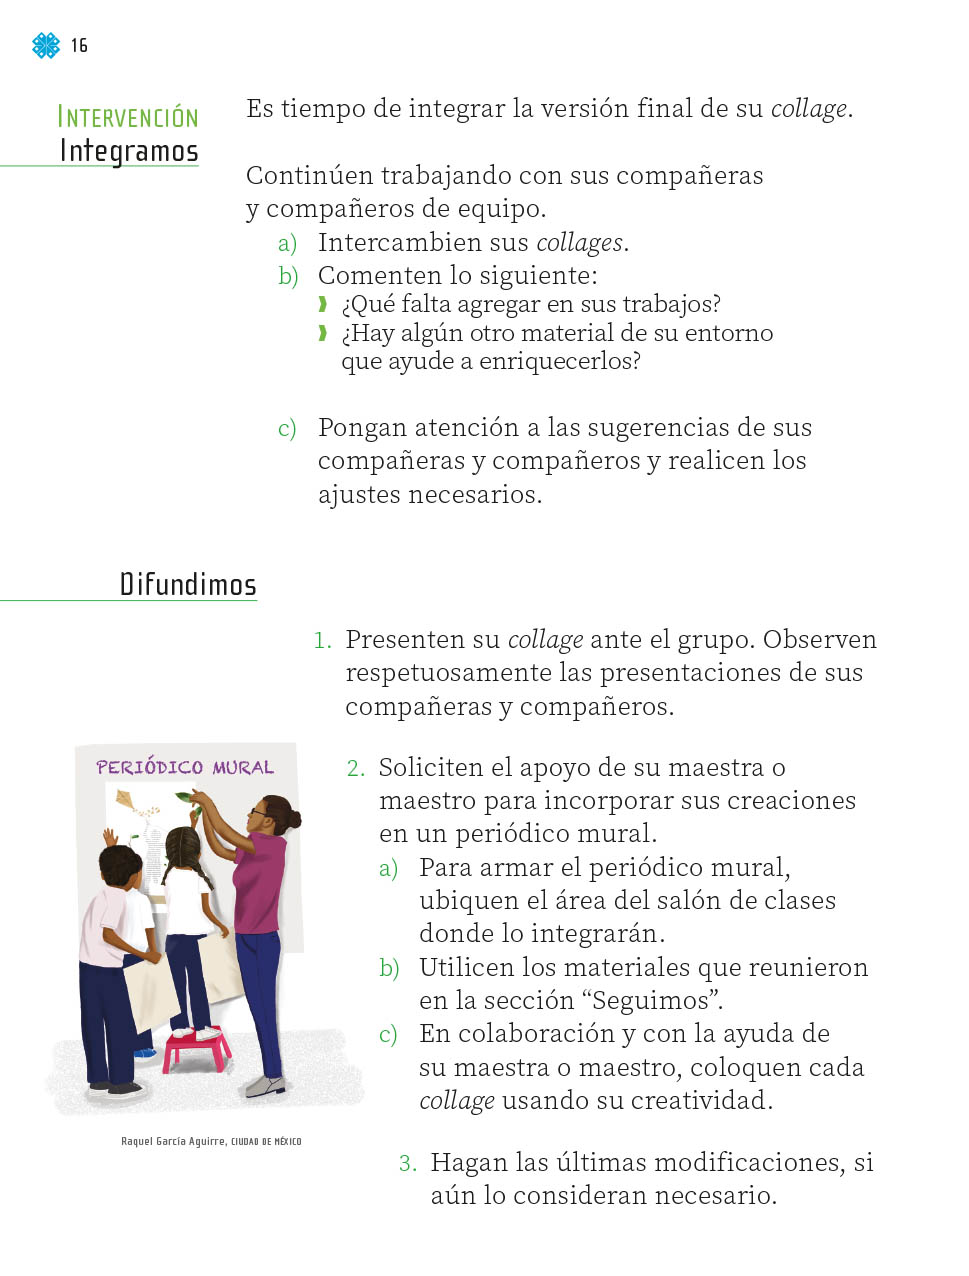 16
INTERVENCIÓN
Integramos
Es tiempo de integrar la versión final de su collage.
Continúen trabajando con sus compañeras
y compañeros de equipo.
a) Intercambien sus collages.
b) Comenten lo siguiente:
¿Qué falta agregar en sus trabajos?
¿Hay algún otro material de su entorno
que ayude a enriquecerlos?
c) Pongan atención a las sugerencias de sus
compañeras y compañeros y realicen los
ajustes necesarios.
Difundimos
1. Presenten su collage ante el grupo. Observen
respetuosamente las presentaciones de sus
compañeras y compañeros.
PERIÓDICO MURAL
2. Soliciten el apoyo de su maestra o
maestro para incorporar sus creaciones
en un periódico mural.
a) Para armar el periódico mural,
ubiquen el área del salón de clases
donde lo integrarán.
b) Utilicen los materiales que reunieron
en la sección “Seguimos”.
c) En colaboración y con la ayuda de
su maestra o maestro, coloquen cada
collage usando su creatividad.
Raquel García Aguirre, CIUDAD DE MÉXICO
3. Hagan las últimas modificaciones, si
aún lo consideran necesario.